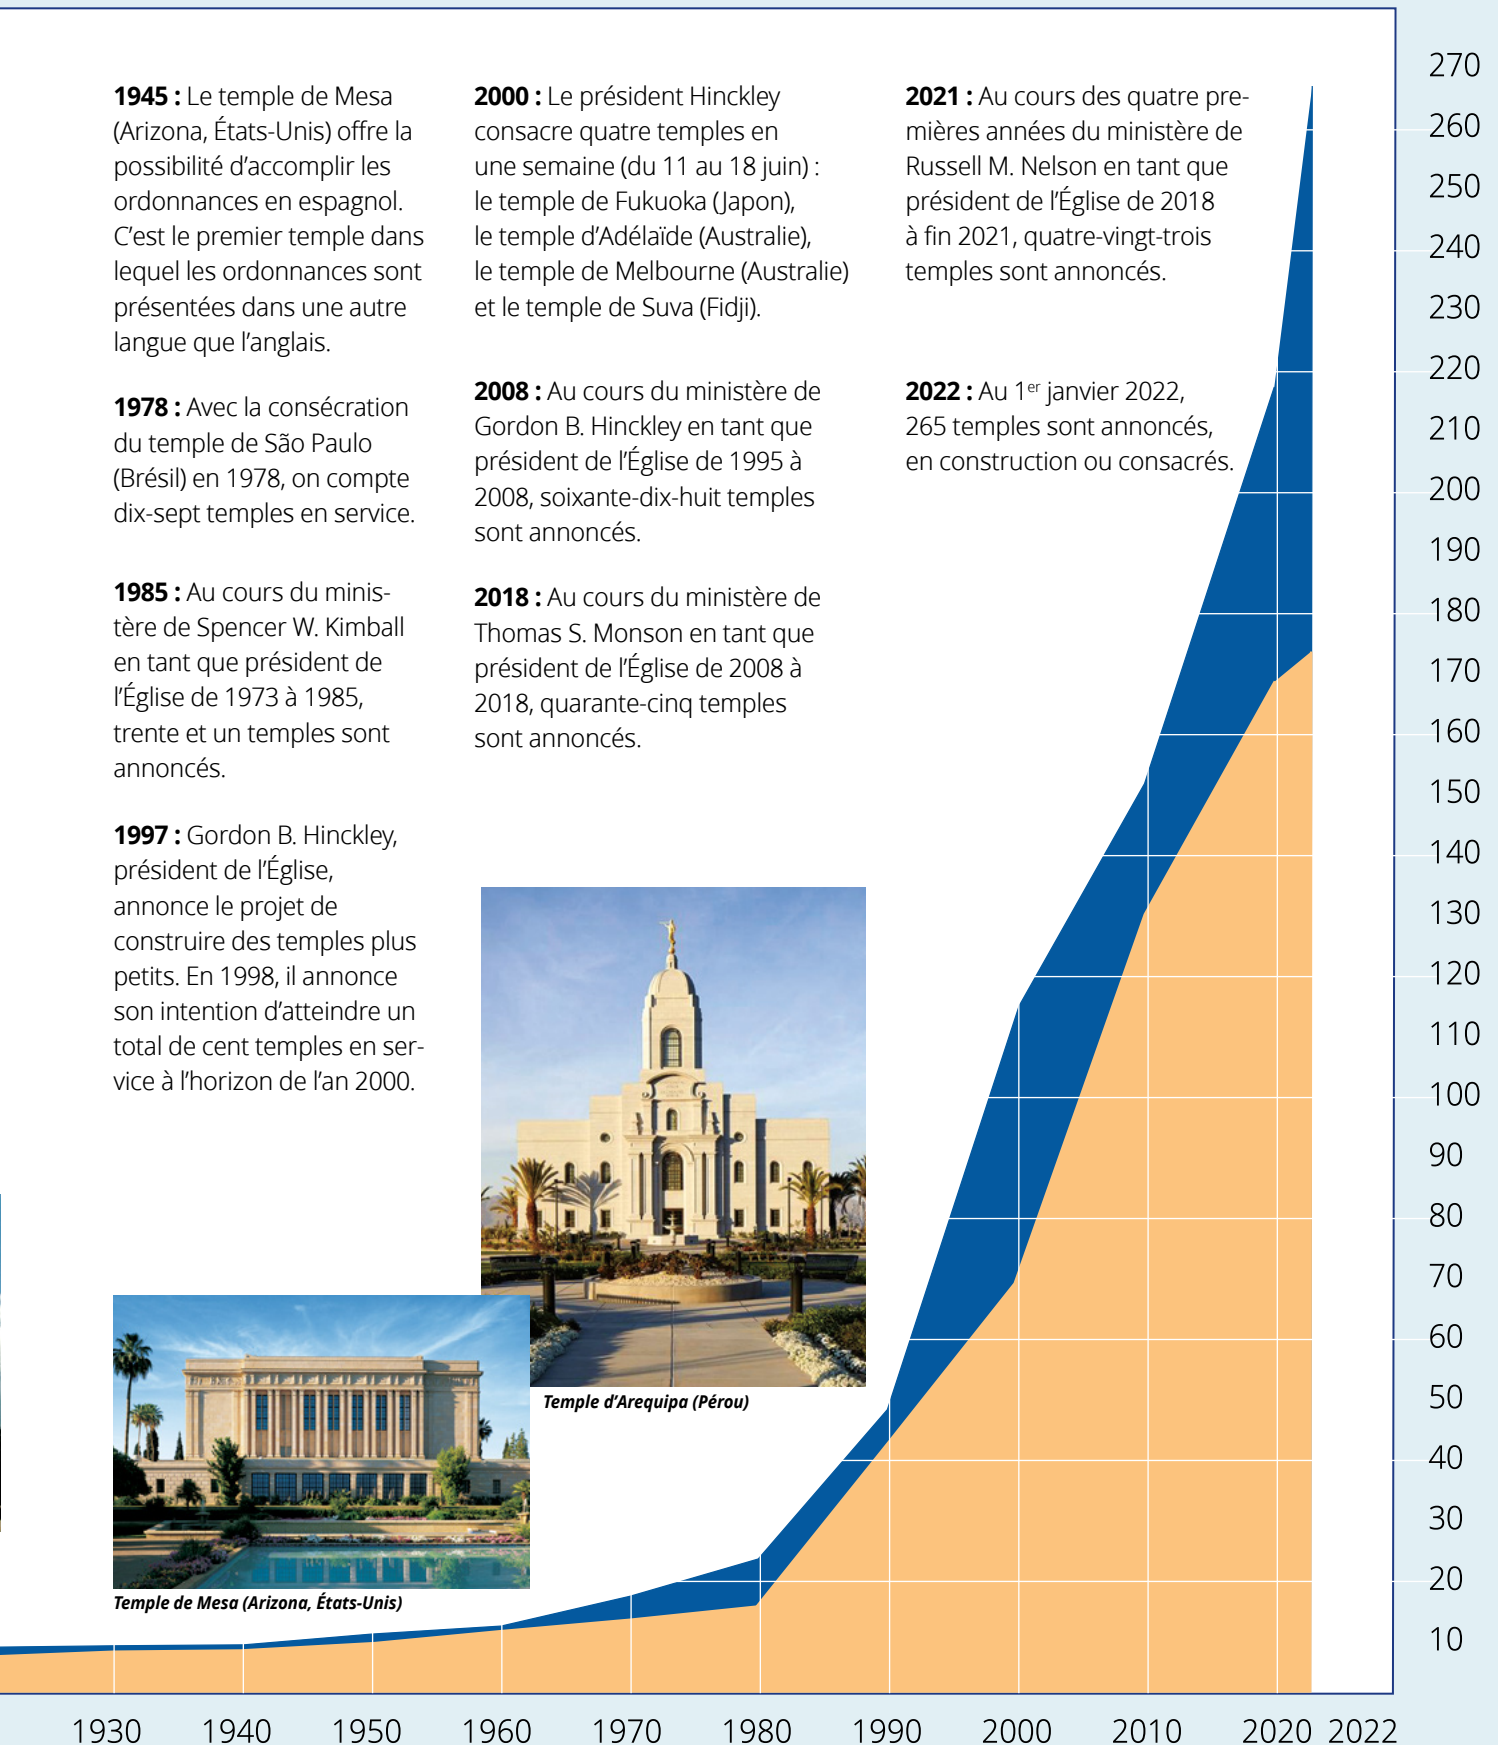 1945 : Le temple de Mesa
(Arizona, États-Unis) offre la
possibilité d’accomplir les
ordonnances en espagnol.
C’est le premier temple dans
lequel les ordonnances sont
présentées dans une autre
langue que l’anglais.
1978 : Avec la consécration
du temple de São Paulo
(Brésil) en 1978, on compte
dix-sept temples en service.
1985 : Au cours du minis-
tère de Spencer W. Kimball
en tant que président de
l’Église de 1973 à 1985,
trente et un temples sont
annoncés.
1997 : Gordon B. Hinckley,
président de l’Église,
annonce le projet de
construire des temples plus
petits. En 1998, il annonce
son intention d’atteindre un
total de cent temples en ser-
vice à l’horizon de l’an 2000.
2000 : Le président Hinckley
consacre quatre temples en
une semaine (du 11 au 18 juin) :
le temple de Fukuoka (Japon),
le temple d’Adélaïde (Australie),
le temple de Melbourne (Australie)
et le temple de Suva (Fidji).
2008 : Au cours du ministère de
Gordon B. Hinckley en tant que
président de l’Église de 1995 à
2008, soixante-dix-huit temples
sont annoncés.
2018 : Au cours du ministère de
Thomas S. Monson en tant que
président de l’Église de 2008 à
2018, quarante-cinq temples
sont annoncés.
2021 : Au cours des quatre pre-
mières années du ministère de
Russell M. Nelson en tant que
président de l’Église de 2018
à fin 2021, quatre-vingt-trois
temples sont annoncés.
2022 : Au 1er janvier 2022,
265 temples sont annoncés,
en construction ou consacrés.
Temple d’Arequipa (Pérou)
Temple de Mesa (Arizona, États-Unis)
270
260
250
240
230
220
210
200
190
180
170
160
150
140
130
120
110
100
90
80
70
60
50
40
30
20
10
1930 1940 1950 1960 1970 1980 1990 2000 2010 2020 2022